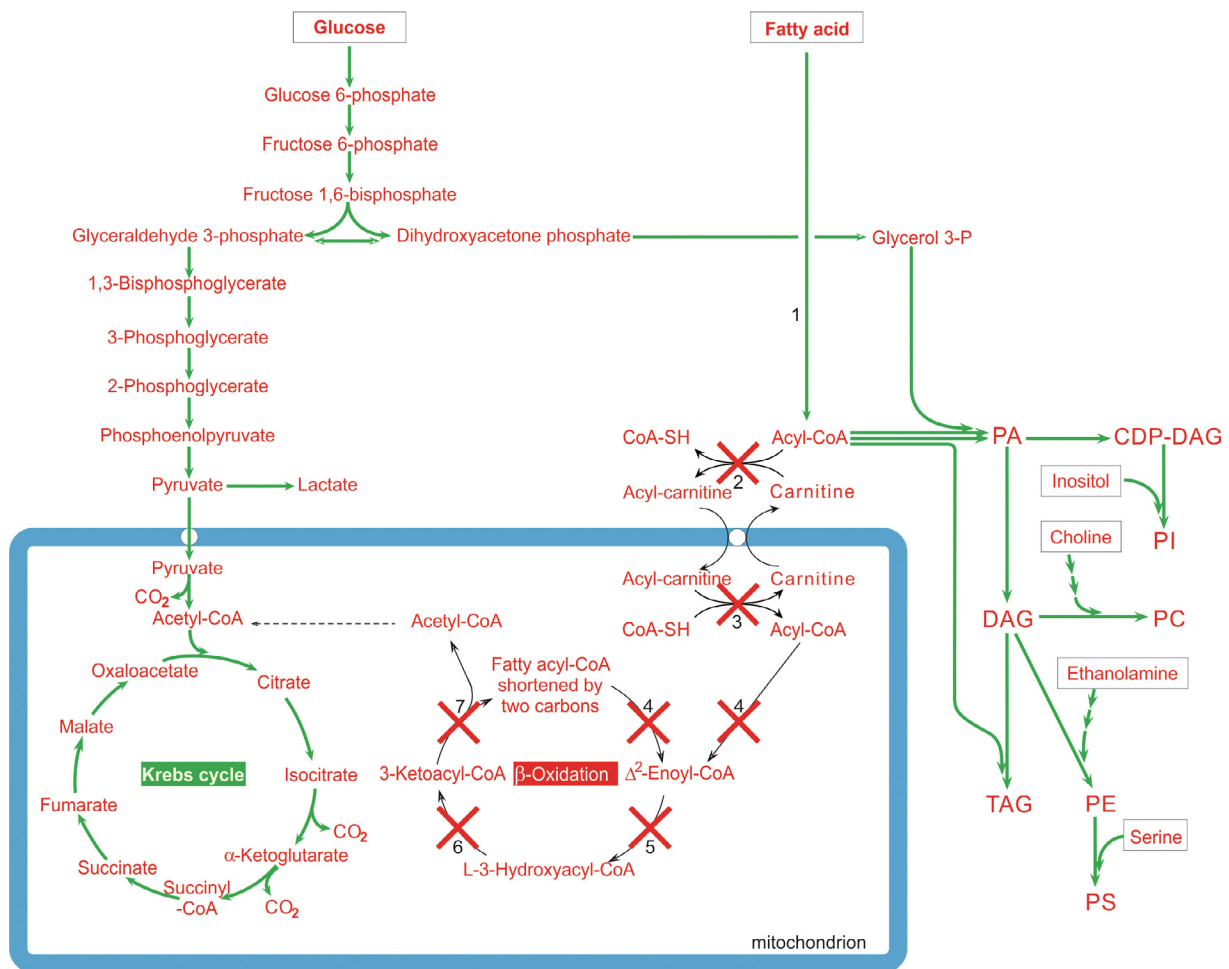 Glucose
Fatty acid
Glucose 6-phosphate
Fructose 6-phosphate
Fructose 1,6-bisphosphate
Glyceraldehyde 3-phosphate
Dihydroxyacetone phosphate
Glycerol 3-P
1,3-Bisphosphoglycerate
1
3-Phosphoglycerate
2-Phosphoglycerate
Phosphoenolpyruvate
CoA-SH
Acyl-CoA
PA
CDP-DAG
2
Pyruvate
Lactate
Acyl-carnitine
Carnitine
Inositol
Choline
PI
Pyruvate
CO2
Acetyl-CoA
Acyl-carnitine
Carnitine
3
CoA-SH
Acyl-CoA
Acetyl-CoA
DAG
PC
Oxaloacetate
Citrate
Fatty acyl-CoA
shortened by
two carbons
Ethanolamine
7
4
4
Malate
Krebs cycle
Isocitrate
3-Ketoacyl-CoA
β-Oxidation
Δ2-Enoyl-CoA
Fumarate
CO2
TAG
PE
6
5
Serine
α-Ketoglutarate
Succinate
Succinyl
-CoA
CO2
L-3-Hydroxyacyl-CoA
PS
mitochondrion